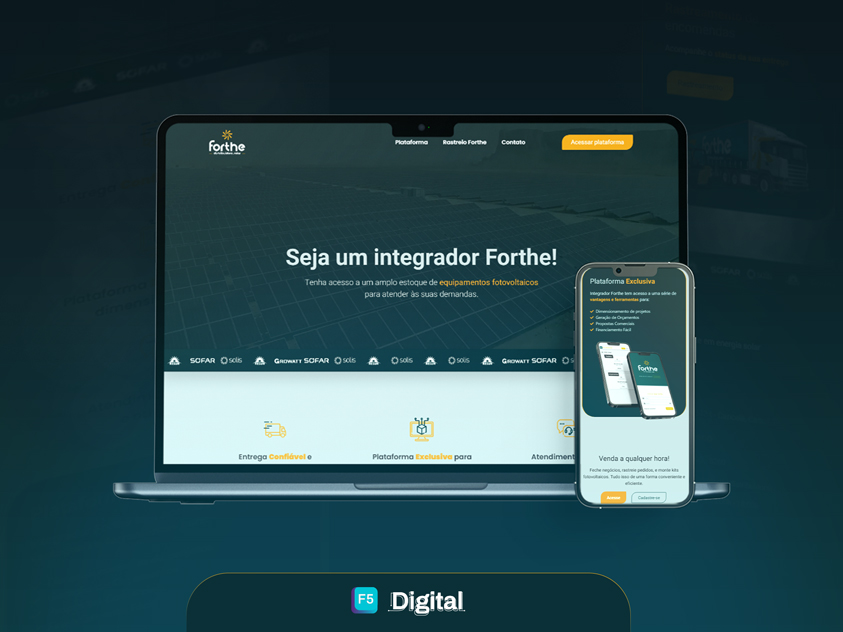 forthe
Plataforma Rastreio Forthe Contato
Acessar plataforma
Seja um integrador Forthe!
Tenha acesso a um amplo estoque de equipamentos fotovoltaicos
para atender às suas demandas.
SOFAR solis GROWATT SOFAR solis solis GROWATT SOFAR
Entrega Confiável e
Plataforma Exclusiva para
Atendiment
Plataforma Exclusiva
Integrador Forthe tem acesso a uma série de
vantagens e ferramentas para:
Dimensionamento de projetos
Geração de Orçamentos
Propostas Comerciais
Financiamento Fácil
forthe
Venda a qualquer hora!
Feche negócios, rastreie pedidos, e monte kits
fotovoltaicos. Tudo isso de uma forma conveniente e
eficiente.
Acesso Cadastre-se
F5 Digital